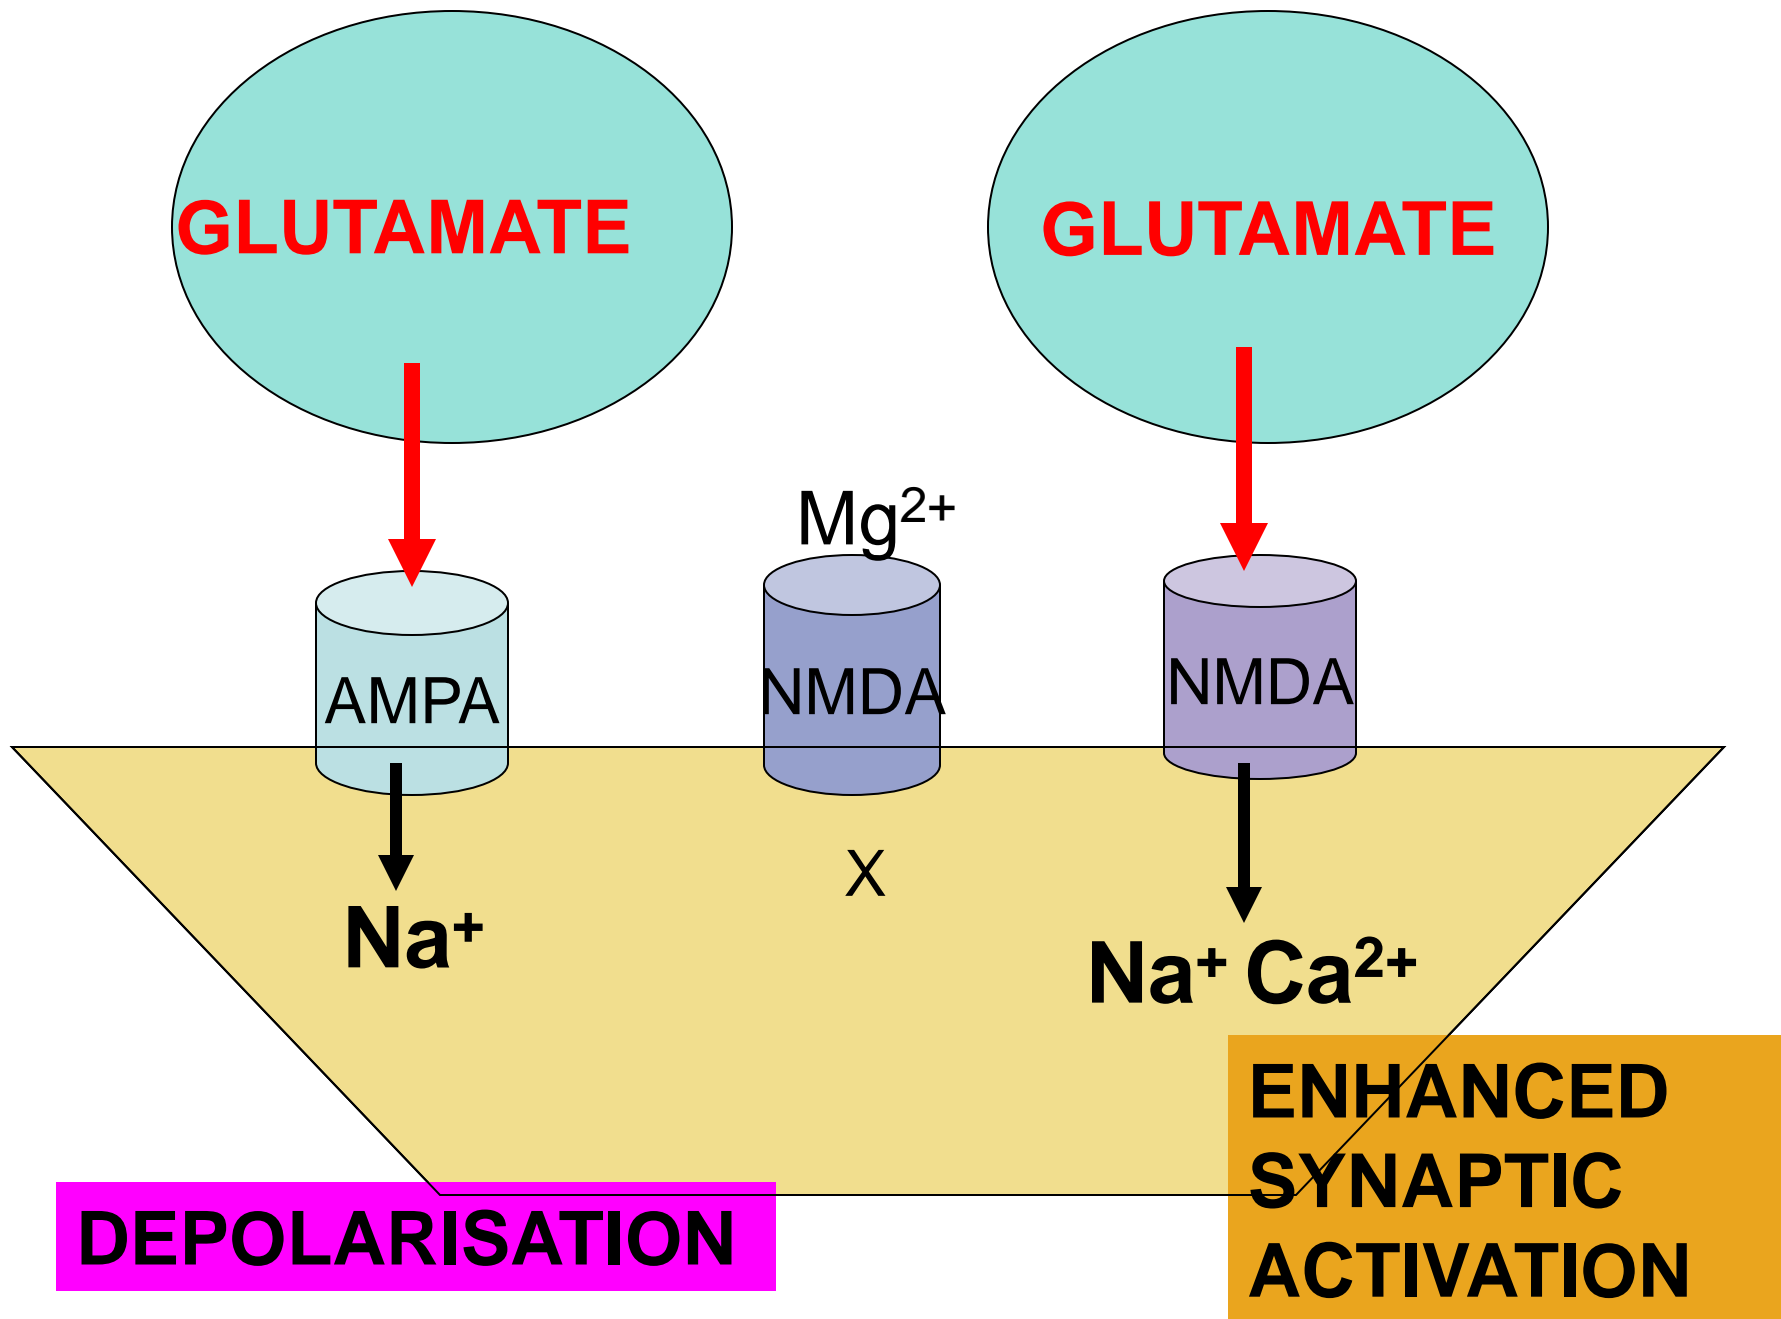 GLUTAMATE
GLUTAMATE
Mg²⁺
AMPA
NMDA
NMDA
X
Na⁺
Na⁺ Ca²⁺
ENHANCED
SYNAPTIC
ACTIVATION
DEPOLARISATION